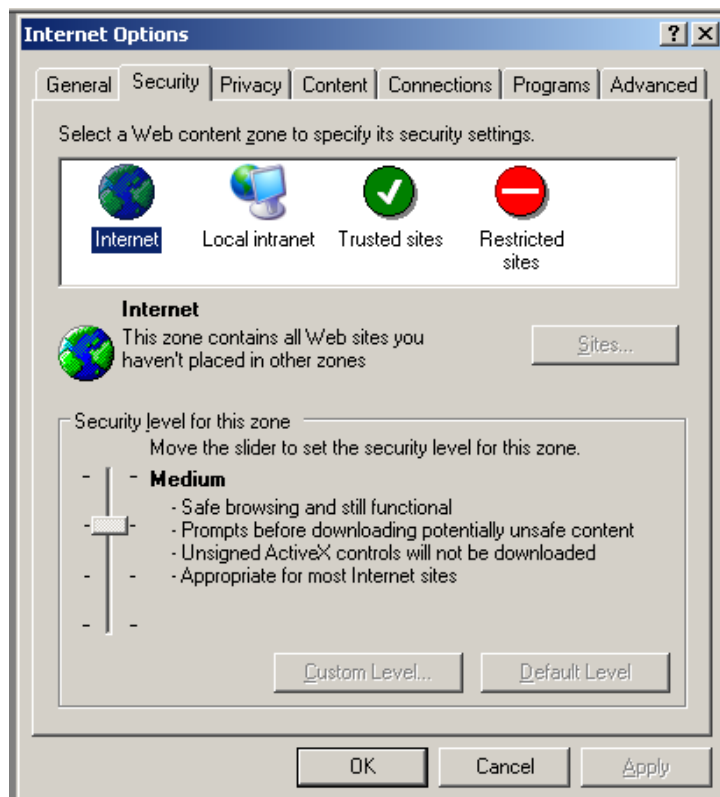 Internet Options
General Security Privacy Content Connections Programs Advanced
Select a Web content zone to specify its security settings.
Internet Local intranet Trusted sites Restricted
sites
Internet
This zone contains all Web sites you
haven't placed in other zones
Sites...
Security level for this zone
Move the slider to set the security level for this zone.
Medium
- Safe browsing and still functional
- Prompts before downloading potentially unsafe content
- Unsigned ActiveX controls will not be downloaded
- Appropriate for most Internet sites
Custom Level... Default Level
OK Cancel Apply